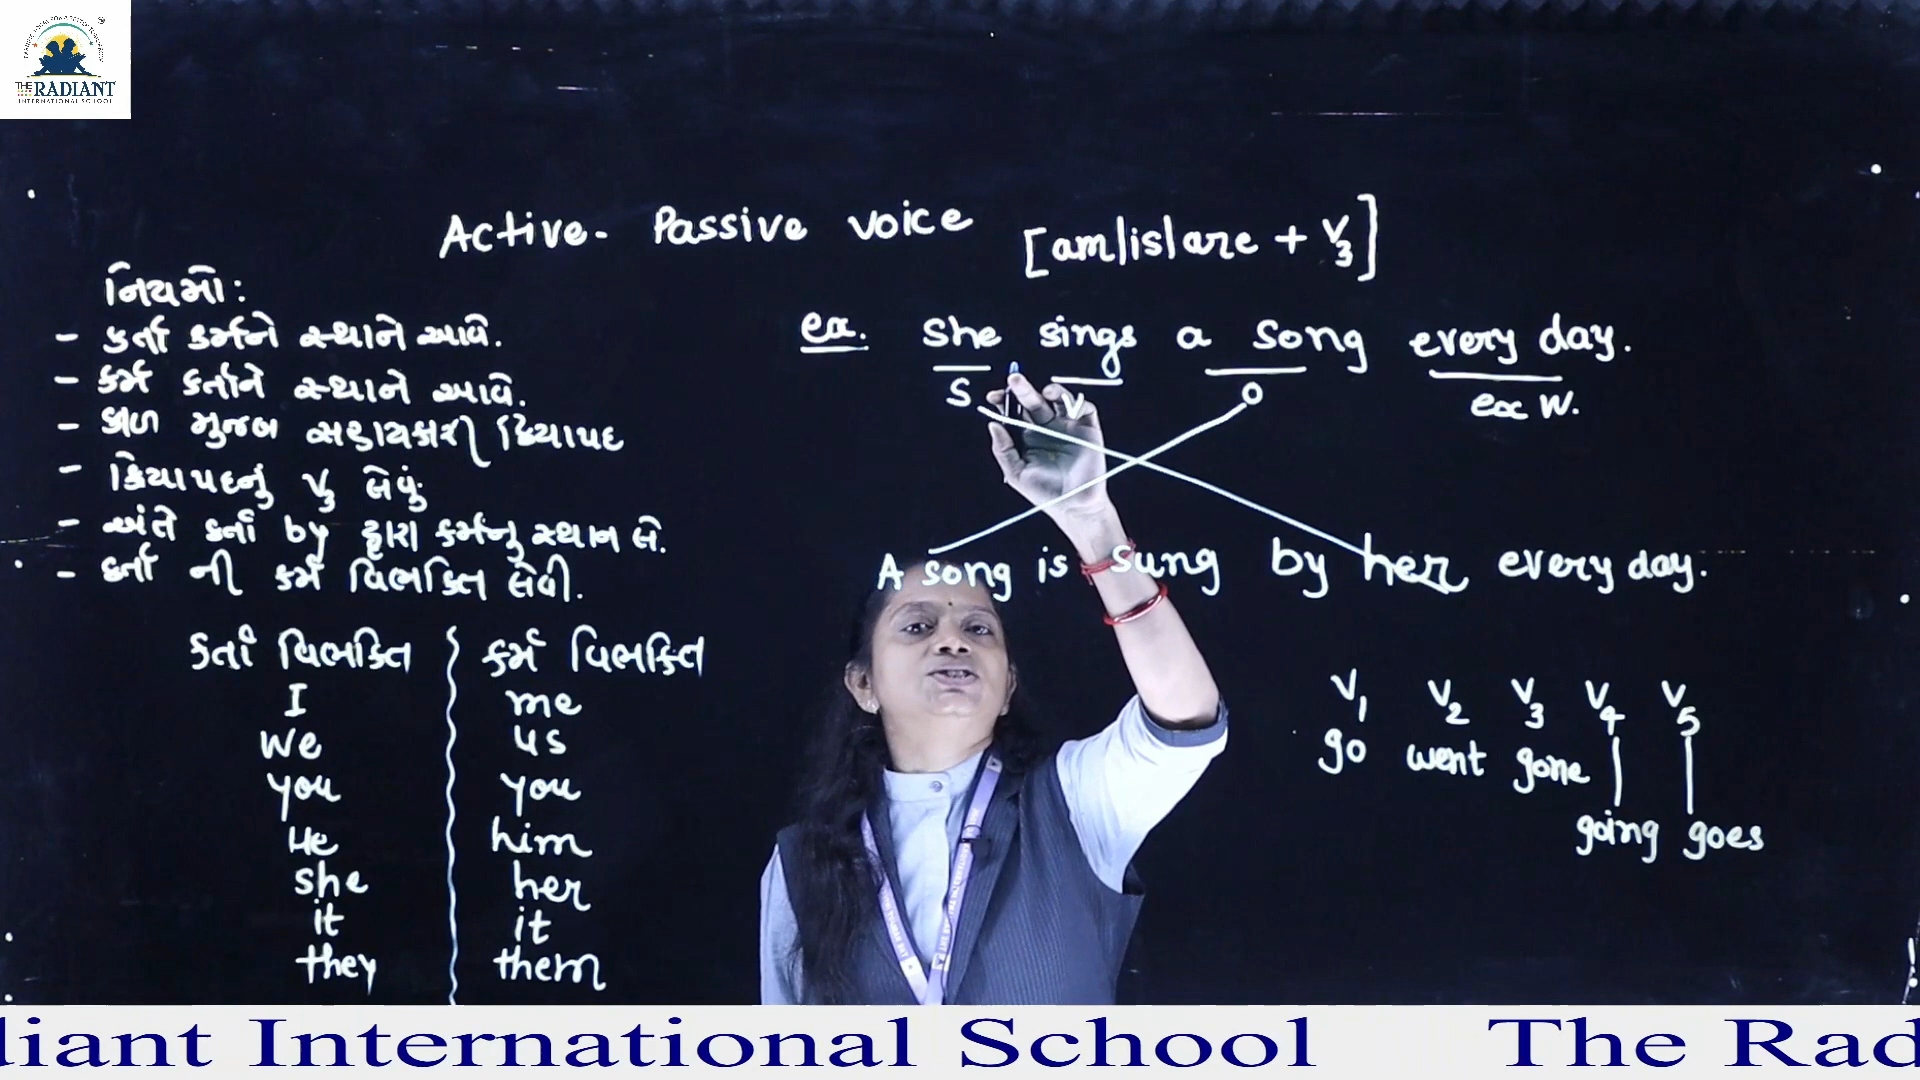 THE RADIANT
INTERNATIONAL SCHOOL
Active- Passive voice [am/is/are + V3]
નિયમો:
- કર્તા કર્મને સ્થાને આવે.
- કર્મ કર્તાને સ્થાને આવે.
- કાળ મુજબ સહાયકારી ક્રિયાપદ
- ક્રિયાપદનું V3 લેવું
- અંતે કર્તા by દ્વારા કર્મનુ સ્થાન લે.
- કર્તા ની કર્મ વિભક્તિ લેવી.
ex. She sings a song every day.
S V O ex W.
A song is sung by her every day.
કર્તા વિભક્તિ કર્મ વિભક્તિ
I me
We us
you you
He him
she her
it it
they them
V1 V2 V3 V4 V5
go went gone
going goes
diant International School The Rad